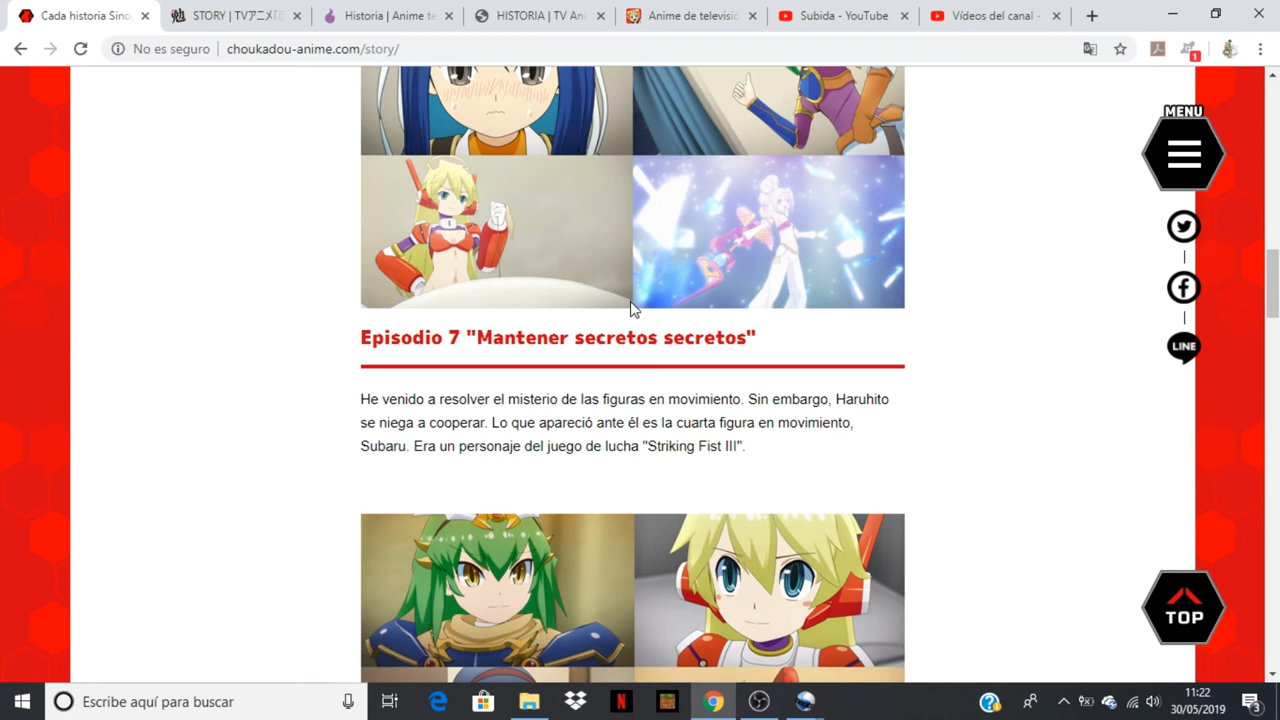 Cada historia Sino
STORY | TVアニメ「
Historia | Anime te
HISTORIA | TV Ani
Anime de televisió
Subida - YouTube
Vídeos del canal -
No es seguro
choukadou-anime.com/story/
1
MENU
Episodio 7 "Mantener secretos secretos"
He venido a resolver el misterio de las figuras en movimiento. Sin embargo, Haruhito
se niega a cooperar. Lo que apareció ante él es la cuarta figura en movimiento,
Subaru. Era un personaje del juego de lucha "Striking Fist III".
LINE
TOP
Escribe aquí para buscar
11:22
30/05/2019
3